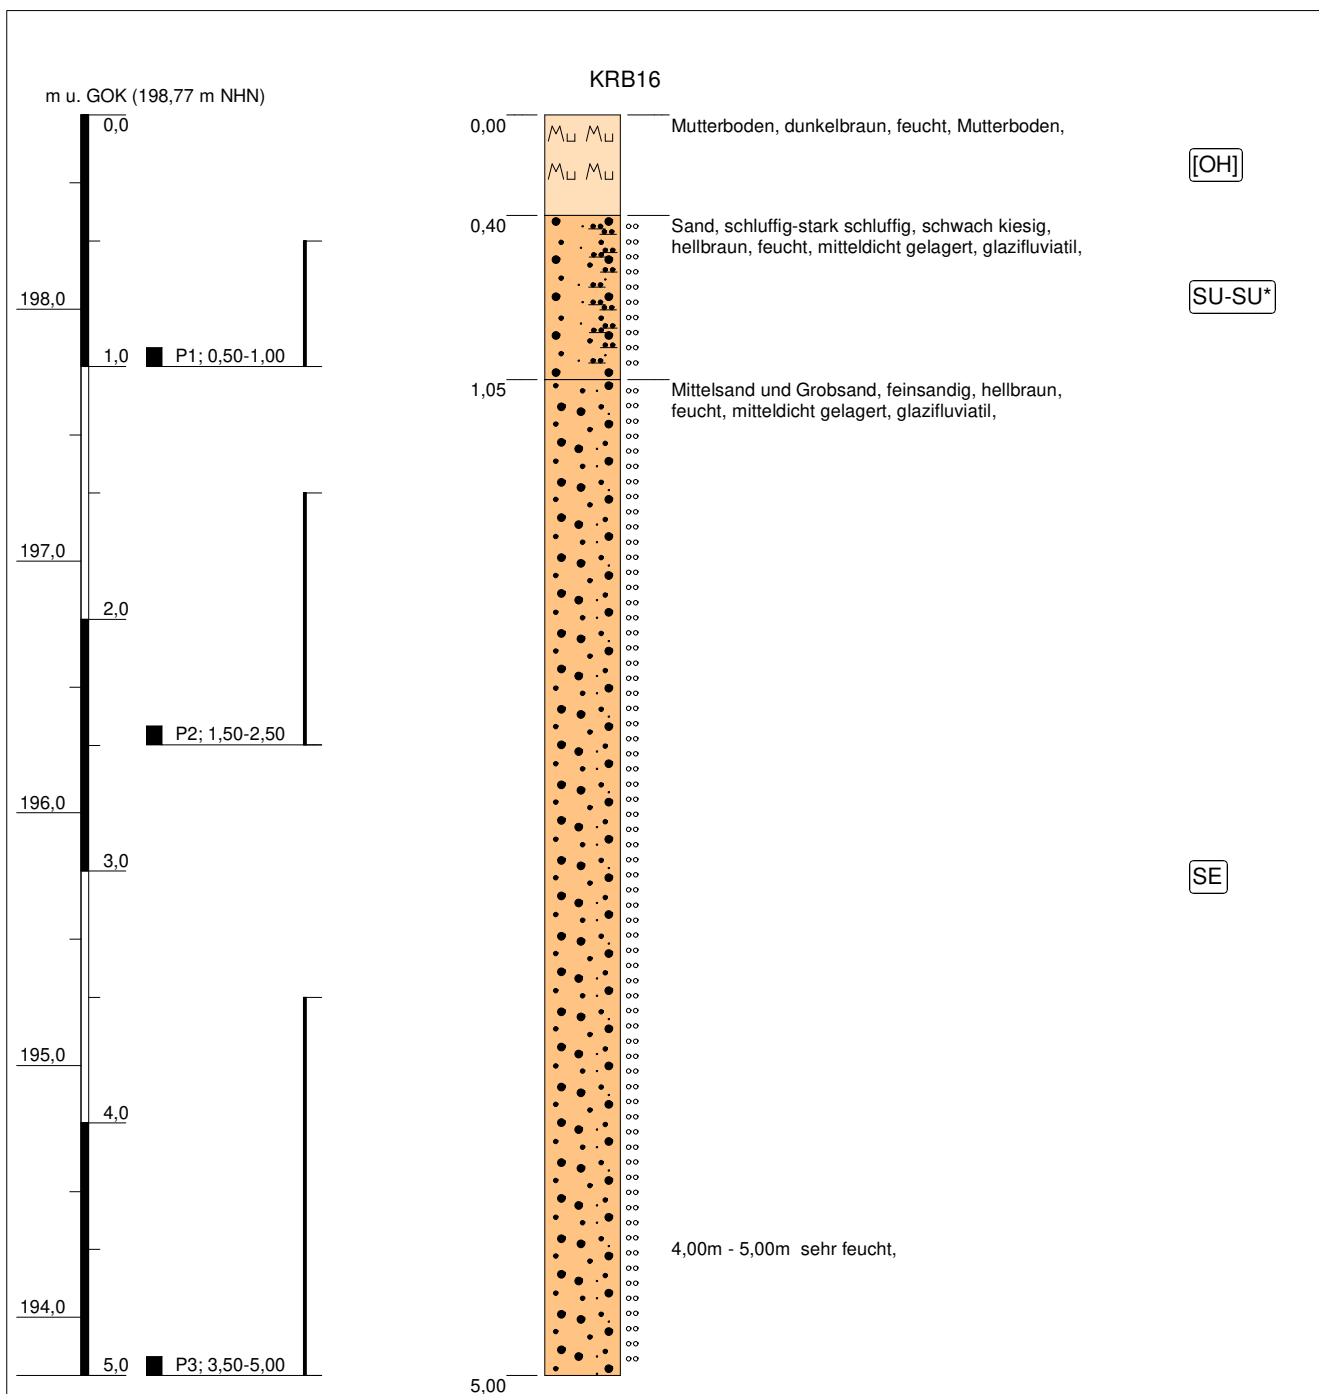 KRB16
m u. GOK (198,77 m NHN)
0,0
0,00
Mu Mu
Mu Mu
Mutterboden, dunkelbraun, feucht, Mutterboden,
[OH]
0,40
Sand, schluffig-stark schluffig, schwach kiesig,
hellbraun, feucht, mitteldicht gelagert, glazifluviatil,
198,0
SU-SU*
1,0
P1; 0,50-1,00
1,05
Mittelsand und Grobsand, feinsandig, hellbraun,
feucht, mitteldicht gelagert, glazifluviatil,
197,0
2,0
P2; 1,50-2,50
196,0
3,0
SE
195,0
4,0
4,00m - 5,00m sehr feucht,
194,0
5,0
P3; 3,50-5,00
5,00